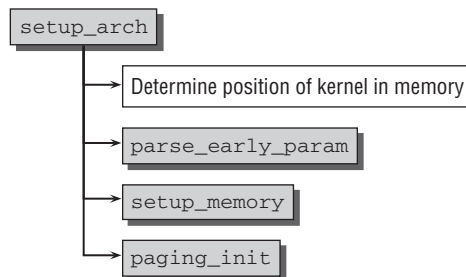 setup_arch
Determine position of kernel in memory
parse_early_param
setup_memory
paging_init